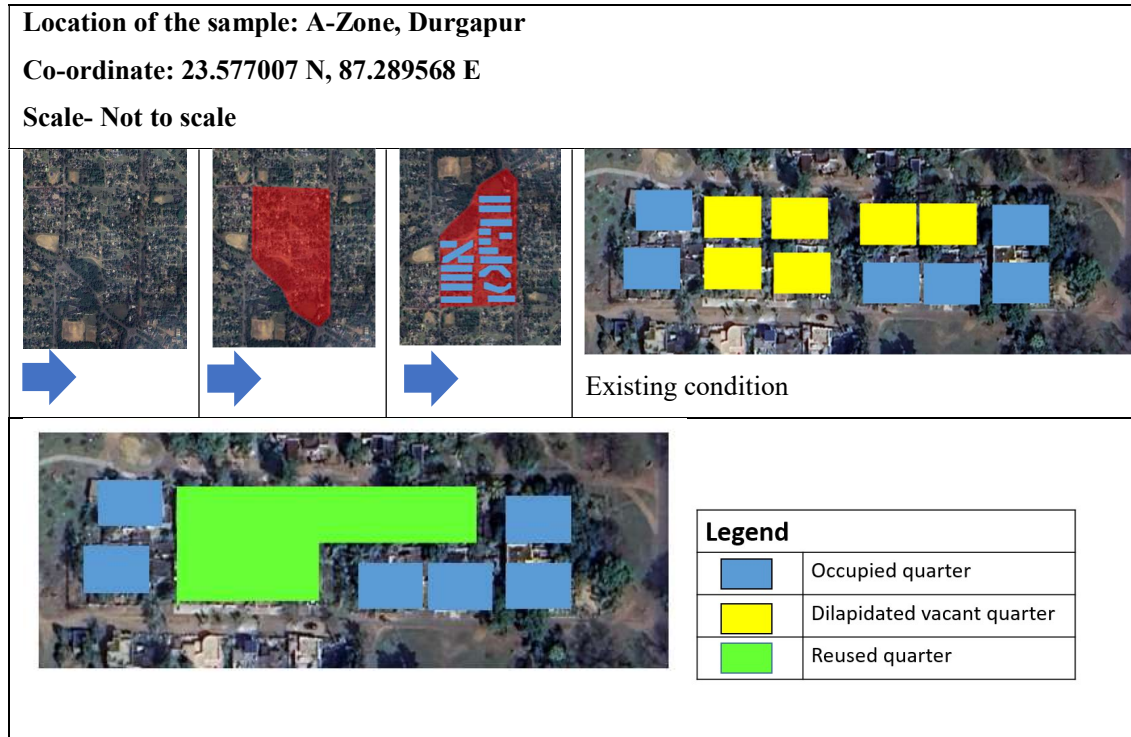 Location of the sample: A-Zone, Durgapur
Co-ordinate: 23.577007 N, 87.289568 E
Scale- Not to scale
Existing condition
Legend
Occupied quarter
Dilapidated vacant quarter
Reused quarter